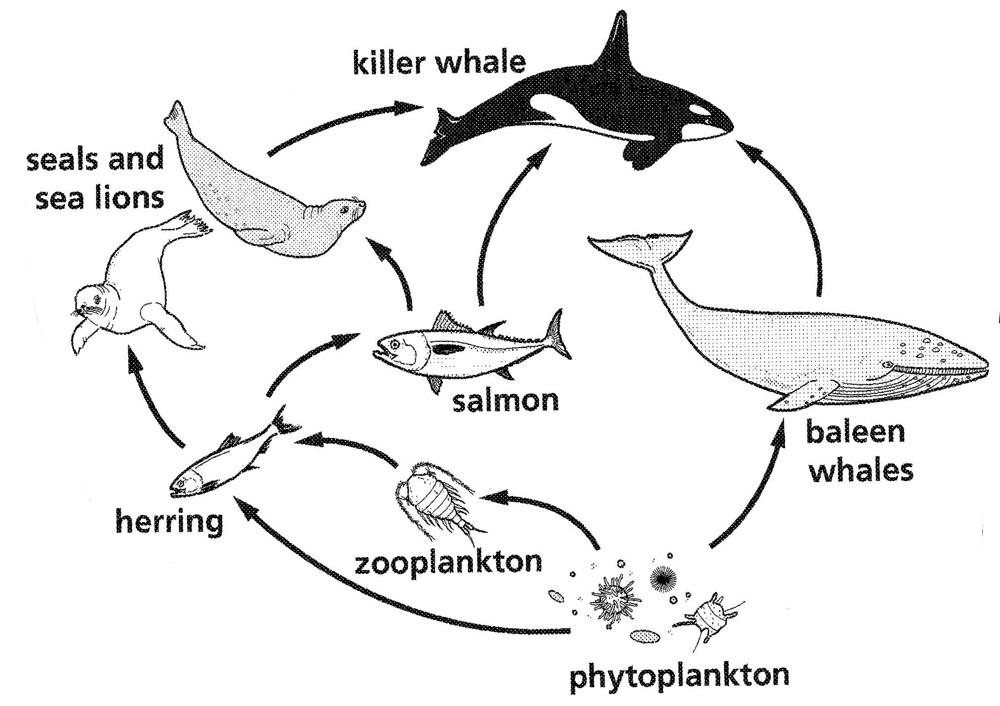 killer whale
seals and
sea lions
salmon
baleen
whales
herring
zooplankton
phytoplankton